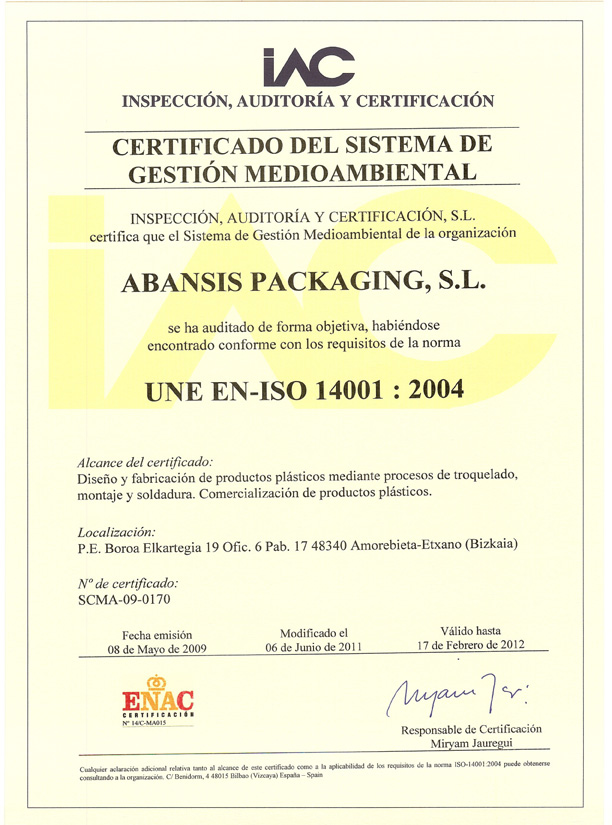 iAC
INSPECCIÓN, AUDITORÍA Y CERTIFICACIÓN
CERTIFICADO DEL SISTEMA DE
GESTIÓN MEDIOAMBIENTAL
INSPECCIÓN, AUDITORÍA Y CERTIFICACIÓN, S.L.
certifica que el Sistema de Gestión Medioambiental de la organización
ABANSIS PACKAGING, S.L.
se ha auditado de forma objetiva, habiéndose
encontrado conforme con los requisitos de la norma
UNE EN-ISO 14001 : 2004
Alcance del certificado:
Diseño y fabricación de productos plásticos mediante procesos de troquelado,
montaje y soldadura. Comercialización de productos plásticos.
Localización:
P.E. Boroa Elkartegia 19 Ofic. 6 Pab. 17 48340 Amorebieta-Etxano (Bizkaia)
Nº de certificado:
SCMA-09-0170
Fecha emisión
08 de Mayo de 2009
Modificado el
06 de Junio de 2011
Válido hasta
17 de Febrero de 2012
ENAC
CERTIFICACIÓN
Nº 14/C-MA015
Responsable de Certificación
Miryam Jauregui
Cualquier aclaración adicional relativa tanto al alcance de este certificado como a la aplicabilidad de los requisitos de la norma ISO-14001:2004 puede obtenerse
consultando a la organización. C/ Benidorm, 4 48015 Bilbao (Vizcaya) España – Spain